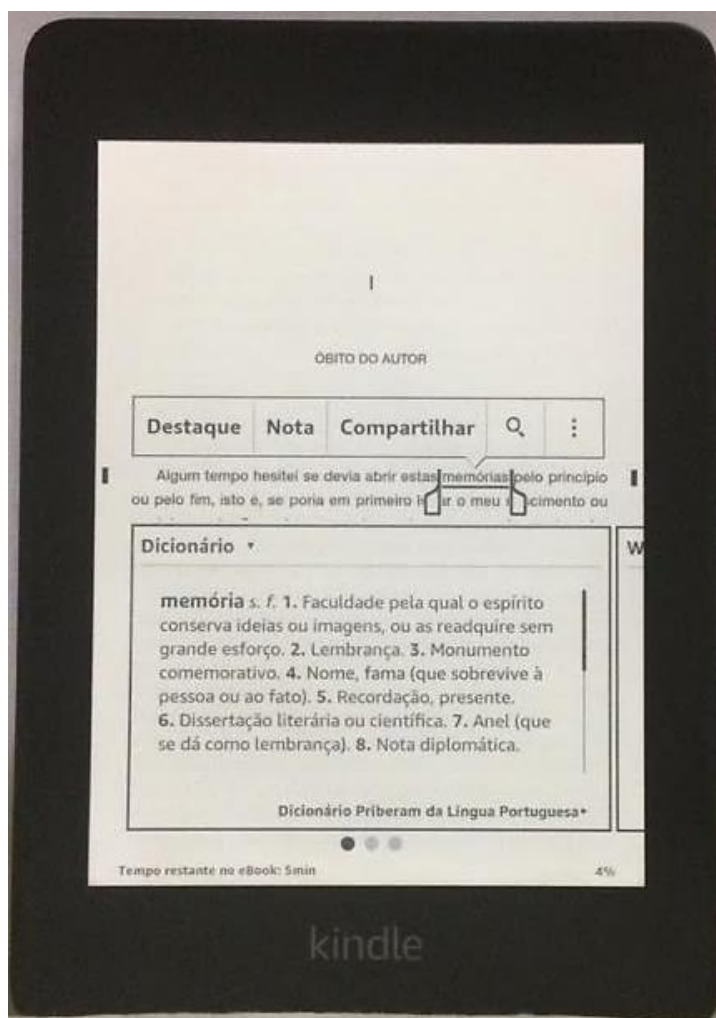 I
ÓBITO DO AUTOR
Destaque Nota Compartilhar
Algum tempo hesitei se devia abrir estas memórias pelo princípio
ou pelo fim, isto é, se poria em primeiro o meu ou
Dicionário
W
memória s. f. 1. Faculdade pela qual o espírito
conserva ideias ou imagens, ou as readquire sem
grande esforço. 2. Lembrança. 3. Monumento
comemorativo. 4. Nome, fama (que sobrevive à
pessoa ou ao fato). 5. Recordação, presente.
6. Dissertação literária ou científica. 7. Anel (que
se dá como lembrança). 8. Nota diplomática.
Dicionário Priberam da Língua Portuguesa
Tempo restante no eBook: 5min 4%
kindle